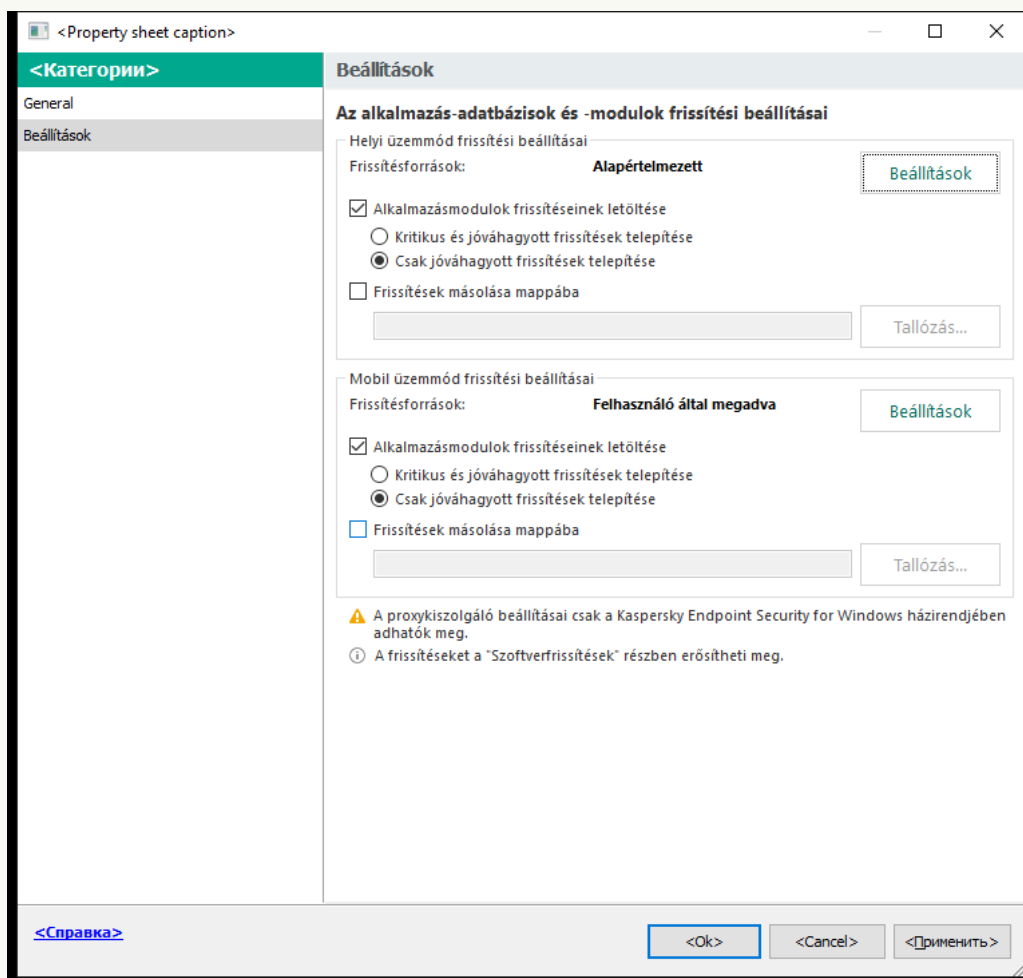 <Property sheet caption>
<Категории>
General
Beállítások
Beállítások
Az alkalmazás-adatbázisok és -modulok frissítési beállításai
Helyi üzemmód frissítési beállításai
Frissítésforrások: Alapértelmezett Beállítások
Alkalmazásmodulok frissítéseinek letöltése
Kritikus és jóváhagyott frissítések telepítése
Csak jóváhagyott frissítések telepítése
Frissítések másolása mappába
Tallózás...
Mobil üzemmód frissítési beállításai
Frissítésforrások: Felhasználó által megadva Beállítások
Alkalmazásmodulok frissítéseinek letöltése
Kritikus és jóváhagyott frissítések telepítése
Csak jóváhagyott frissítések telepítése
Frissítések másolása mappába
Tallózás...
A proxykiszolgáló beállításai csak a Kaspersky Endpoint Security for Windows házirendjében
adhatók meg.
A frissítéseket a "Szoftverfrissítések" részben erősítheti meg.
<Справка> <Ok> <Cancel> <Применить>